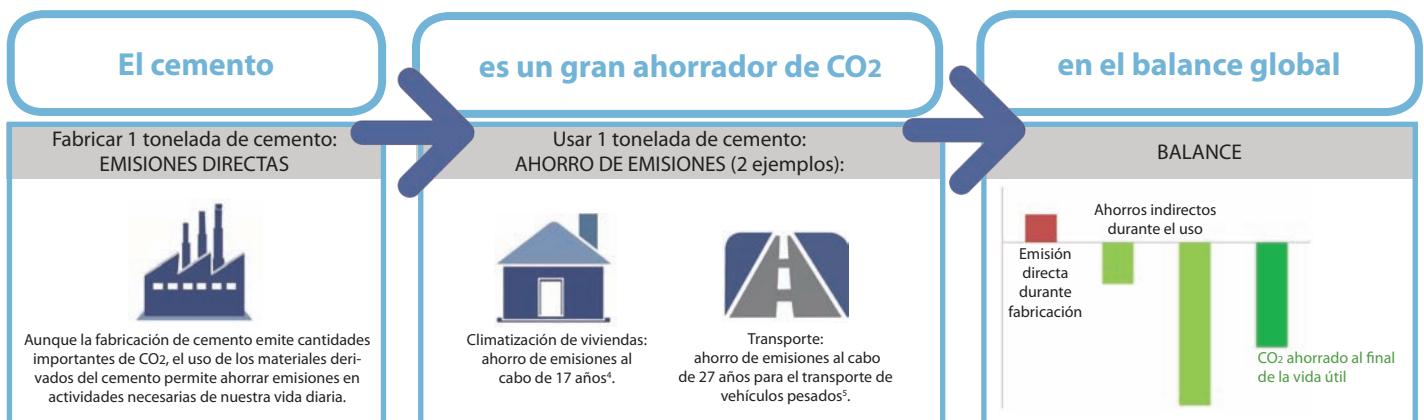 El cemento
es un gran ahorrador de CO2
en el balance global
Fabricar 1 tonelada de cemento:
EMISIONES DIRECTAS
Aunque la fabricación de cemento emite cantidades
importantes de CO2, el uso de los materiales deri-
vados del cemento permite ahorrar emisiones en
actividades necesarias de nuestra vida diaria.
Usar 1 tonelada de cemento:
AHORRO DE EMISIONES (2 ejemplos):
Climatización de viviendas:
ahorro de emisiones al
cabo de 17 años⁴.
Transporte:
ahorro de emisiones al cabo
de 27 años para el transporte de
vehículos pesados⁵.
BALANCE
Ahorros indirectos
durante el uso
Emisión
directa
durante
fabricación
CO2 ahorrado al final
de la vida útil